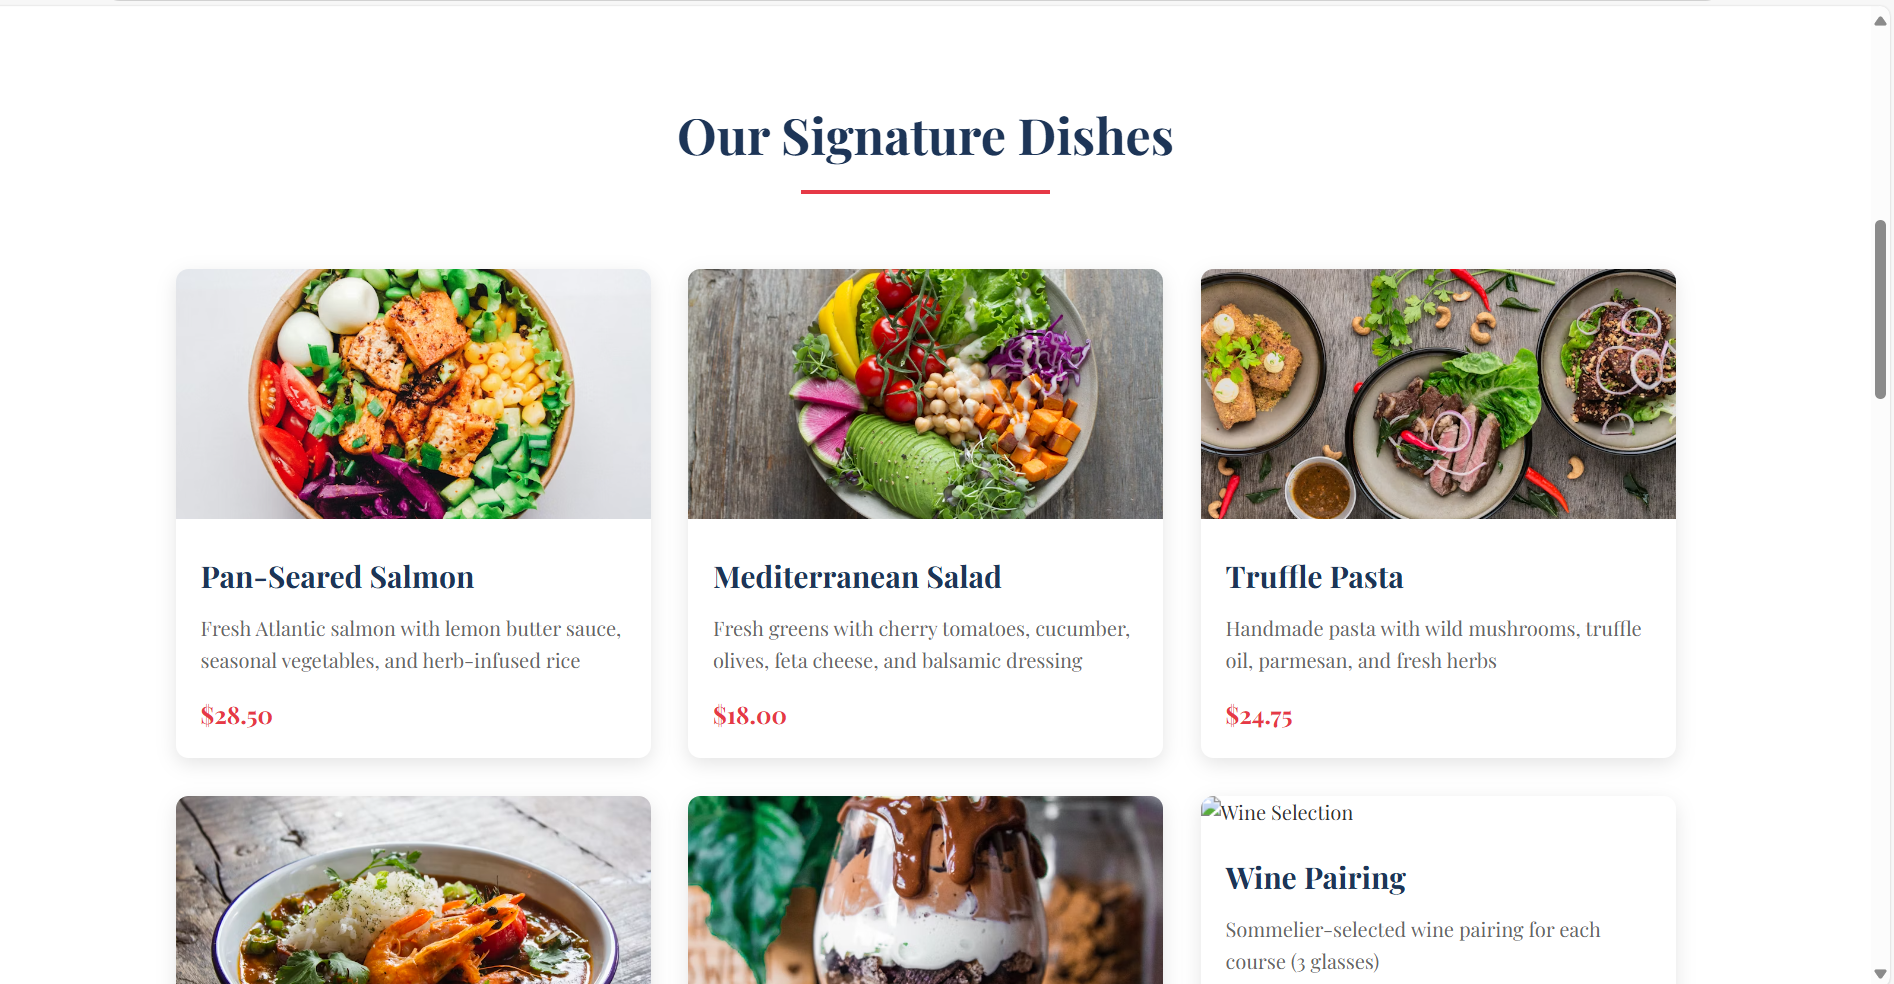 Our Signature Dishes
Pan-Seared Salmon
Fresh Atlantic salmon with lemon butter sauce,
seasonal vegetables, and herb-infused rice
$28.50
Mediterranean Salad
Fresh greens with cherry tomatoes, cucumber,
olives, feta cheese, and balsamic dressing
$18.00
Truffle Pasta
Handmade pasta with wild mushrooms, truffle
oil, parmesan, and fresh herbs
$24.75
Wine Selection
Wine Pairing
Sommelier-selected wine pairing for each
course (3 glasses)